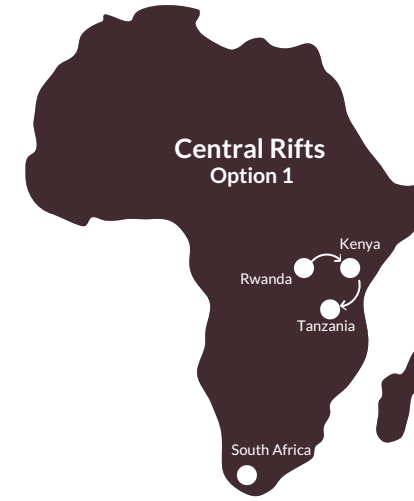 Central Rifts
Option 1
Kenya
Rwanda
Tanzania
South Africa